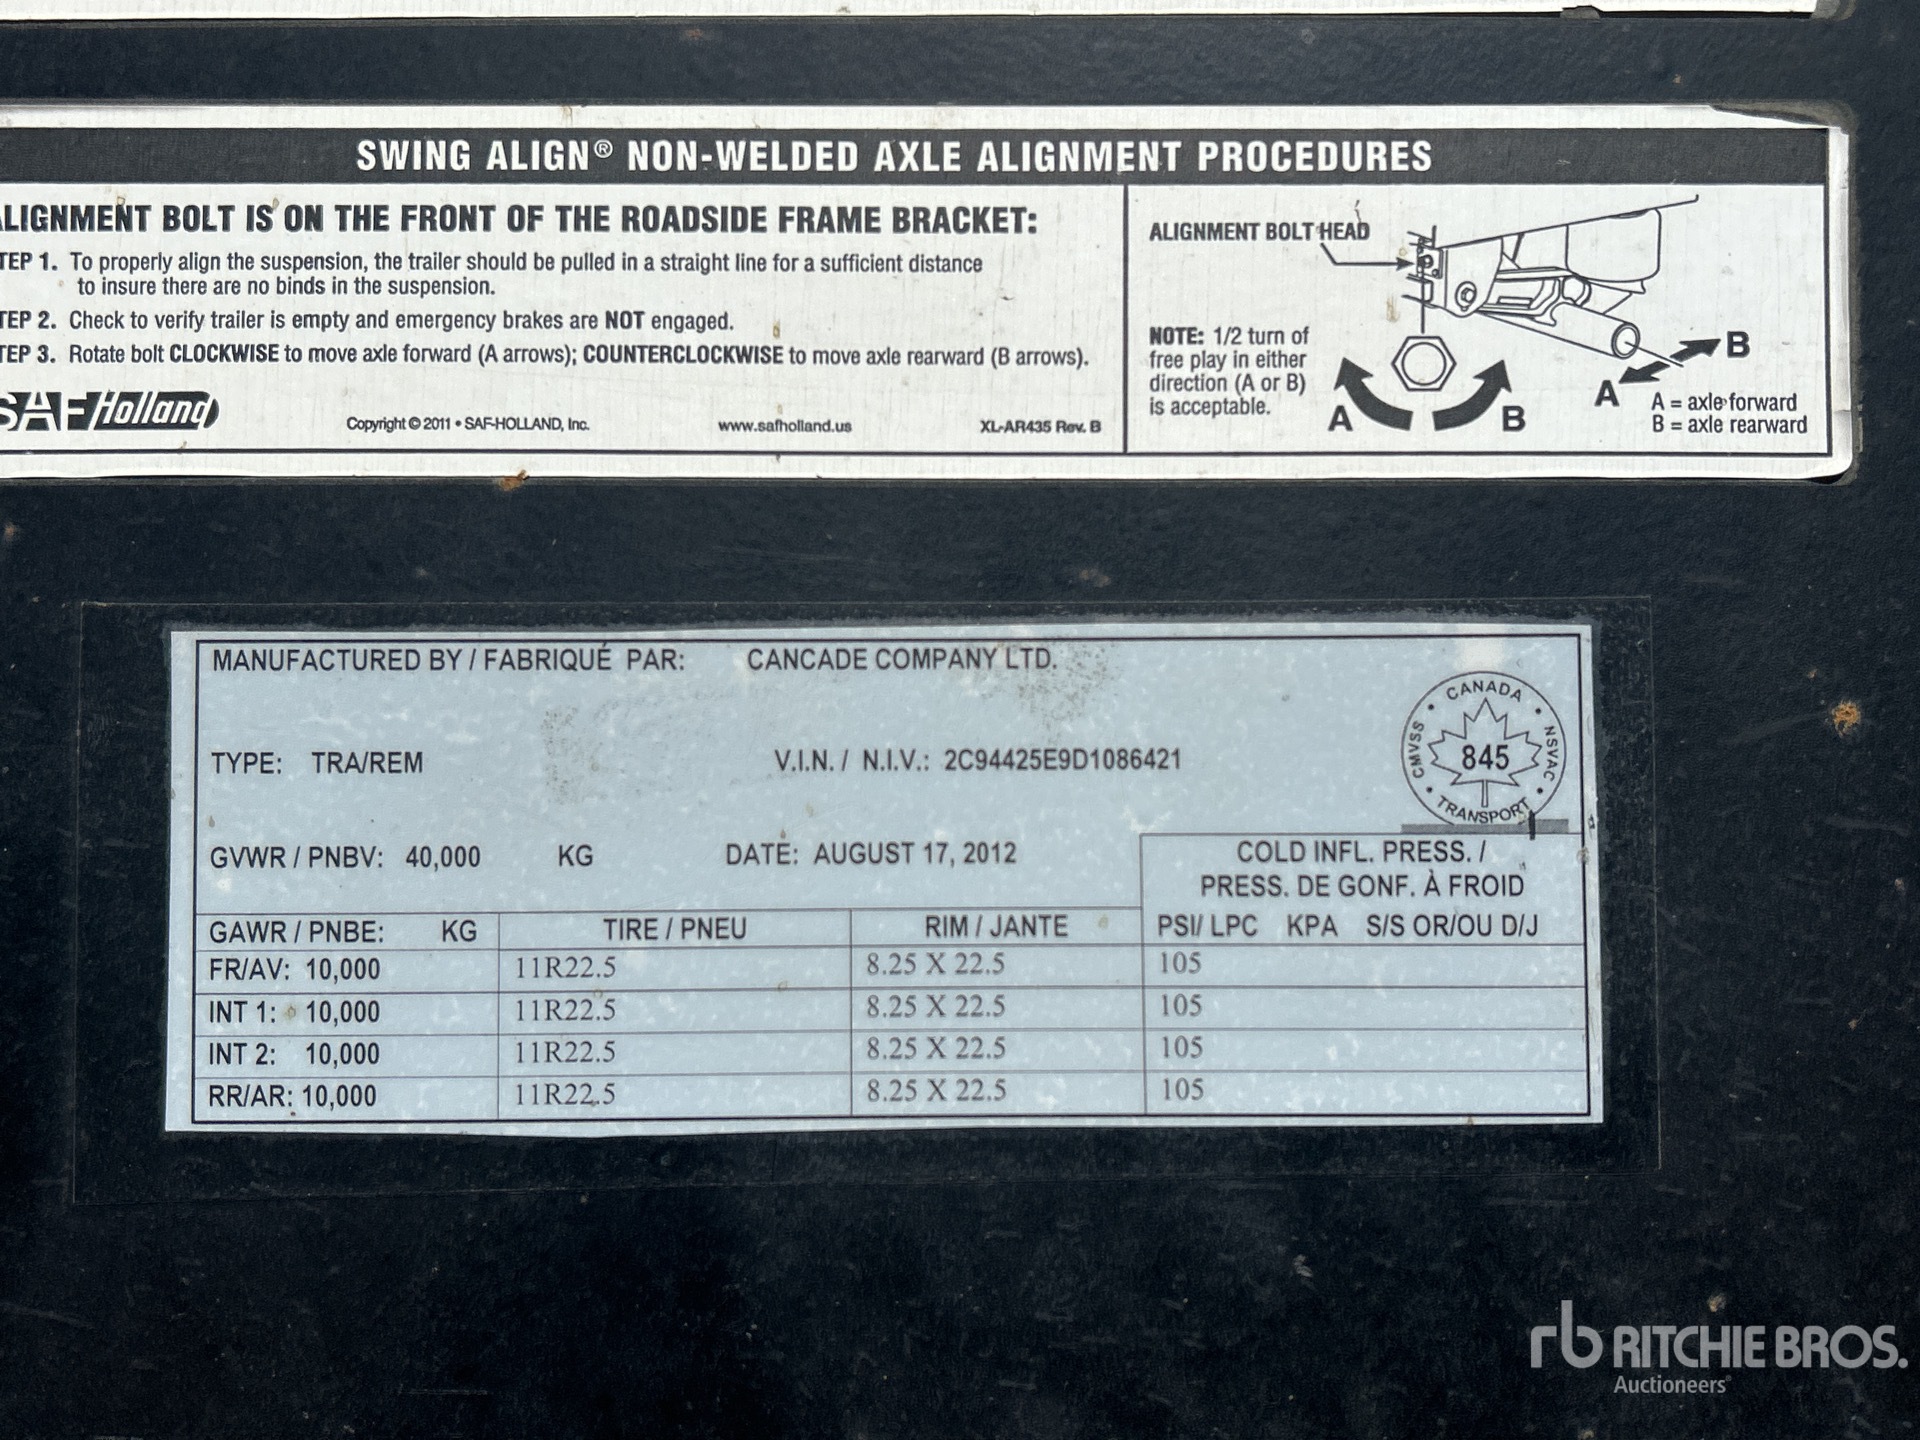 SWING ALIGN® NON-WELDED AXLE ALIGNMENT PROCEDURES
LIGNMENT BOLT IS ON THE FRONT OF THE ROADSIDE FRAME BRACKET:
TEP 1. To properly align the suspension, the trailer should be pulled in a straight line for a sufficient distance
to insure there are no binds in the suspension.
TEP 2. Check to verify trailer is empty and emergency brakes are NOT engaged.
TEP 3. Rotate bolt CLOCKWISE to move axle forward (A arrows); COUNTERCLOCKWISE to move axle rearward (B arrows).
SAF Holland
Copyright © 2011 • SAF-HOLLAND, Inc.
www.safholland.us
XL-AR435 Rev. B
ALIGNMENT BOLT HEAD
NOTE: 1/2 turn of
free play in either
direction (A or B)
is acceptable.
A
B
A
B
A = axle forward
B = axle rearward
MANUFACTURED BY / FABRIQUÉ PAR: CANCADE COMPANY LTD.
TYPE: TRA/REM V.I.N. / N.I.V.: 2C94425E9D1086421
CANADA
CMVSS
845
NSVAC
TRANSPORT
GVWR / PNBV: 40,000 KG DATE: AUGUST 17, 2012
COLD INFL. PRESS. /
PRESS. DE GONF. À FROID
GAWR / PNBE: KG TIRE / PNEU RIM / JANTE PSI/ LPC KPA S/S OR/OU D/J
FR/AV: 10,000 11R22.5 8.25 X 22.5 105
INT 1: 10,000 11R22.5 8.25 X 22.5 105
INT 2: 10,000 11R22.5 8.25 X 22.5 105
RR/AR: 10,000 11R22.5 8.25 X 22.5 105
rb RITCHIE BROS.
Auctioneers